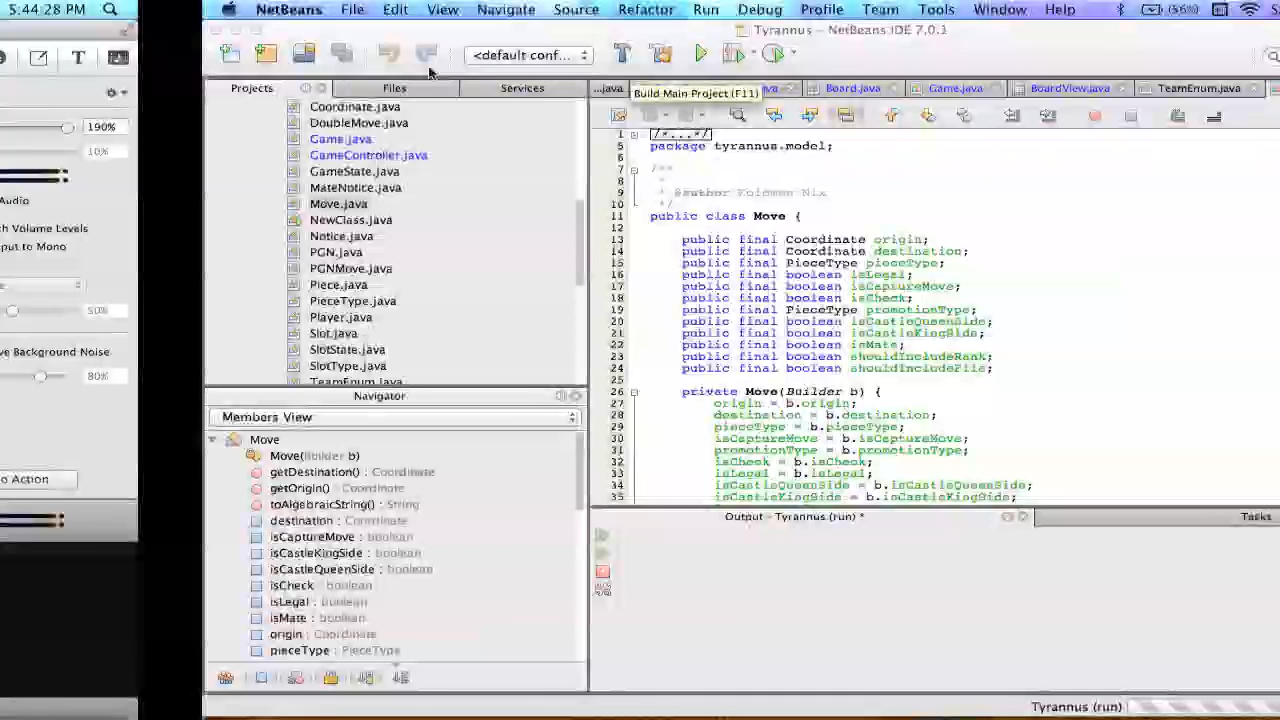 5:44:28 PM
190%
10%
Audio
h Volume Levels
put to Mono
50%
ve Background Noise
80%
o Action
NetBeans File Edit View Navigate Source Refactor Run Debug Profile Team Tools Window Help (56%)
Tyrannus – NetBeans IDE 7.0.1
<default conf...
Projects Files Services
...java Build Main Project (F11) va Board.java Game.java BoardView.java TeamEnum.java
Coordinate.java
DoubleMove.java
Game.java
GameController.java
GameState.java
MateNotice.java
Move.java
NewClass.java
Notice.java
PGN.java
PGNMove.java
Piece.java
PieceType.java
Player.java
Slot.java
SlotState.java
SlotType.java
TeamEnum.java
Navigator
Members View
Move
Move(Builder b)
getDestination() : Coordinate
getOrigin() : Coordinate
toAlgebraicString() : String
destination : Coordinate
isCaptureMove : boolean
isCastleKingSide : boolean
isCastleQueenSide : boolean
isCheck : boolean
isLegal : boolean
isMate : boolean
origin : Coordinate
pieceType : PieceType
1 /*...*/
5 package tyrannus.model;
6
7 /**
8 *
9 * @author Nix
10 */
11 public class Move {
12
13 public final Coordinate origin;
14 public final Coordinate destination;
15 public final PieceType pieceType;
16 public final boolean isLegal;
17 public final boolean isCaptureMove;
18 public final boolean isCheck;
19 public final PieceType promotionType;
20 public final boolean isCastleQueenSide;
21 public final boolean isCastleKingSide;
22 public final boolean isMate;
23 public final boolean shouldIncludeRank;
24 public final boolean shouldIncludeFile;
25
26 private Move(Builder b) {
27 origin = b.origin;
28 destination = b.destination;
29 pieceType = b.pieceType;
30 isCaptureMove = b.isCaptureMove;
31 promotionType = b.promotionType;
32 isCheck = b.isCheck;
33 isLegal = b.isLegal;
34 isCastleQueenSide = b.isCastleQueenSide;
35 isCastleKingSide = b.isCastleKingSide;
Output – Tyrannus (run) * Tasks
Tyrannus (run)